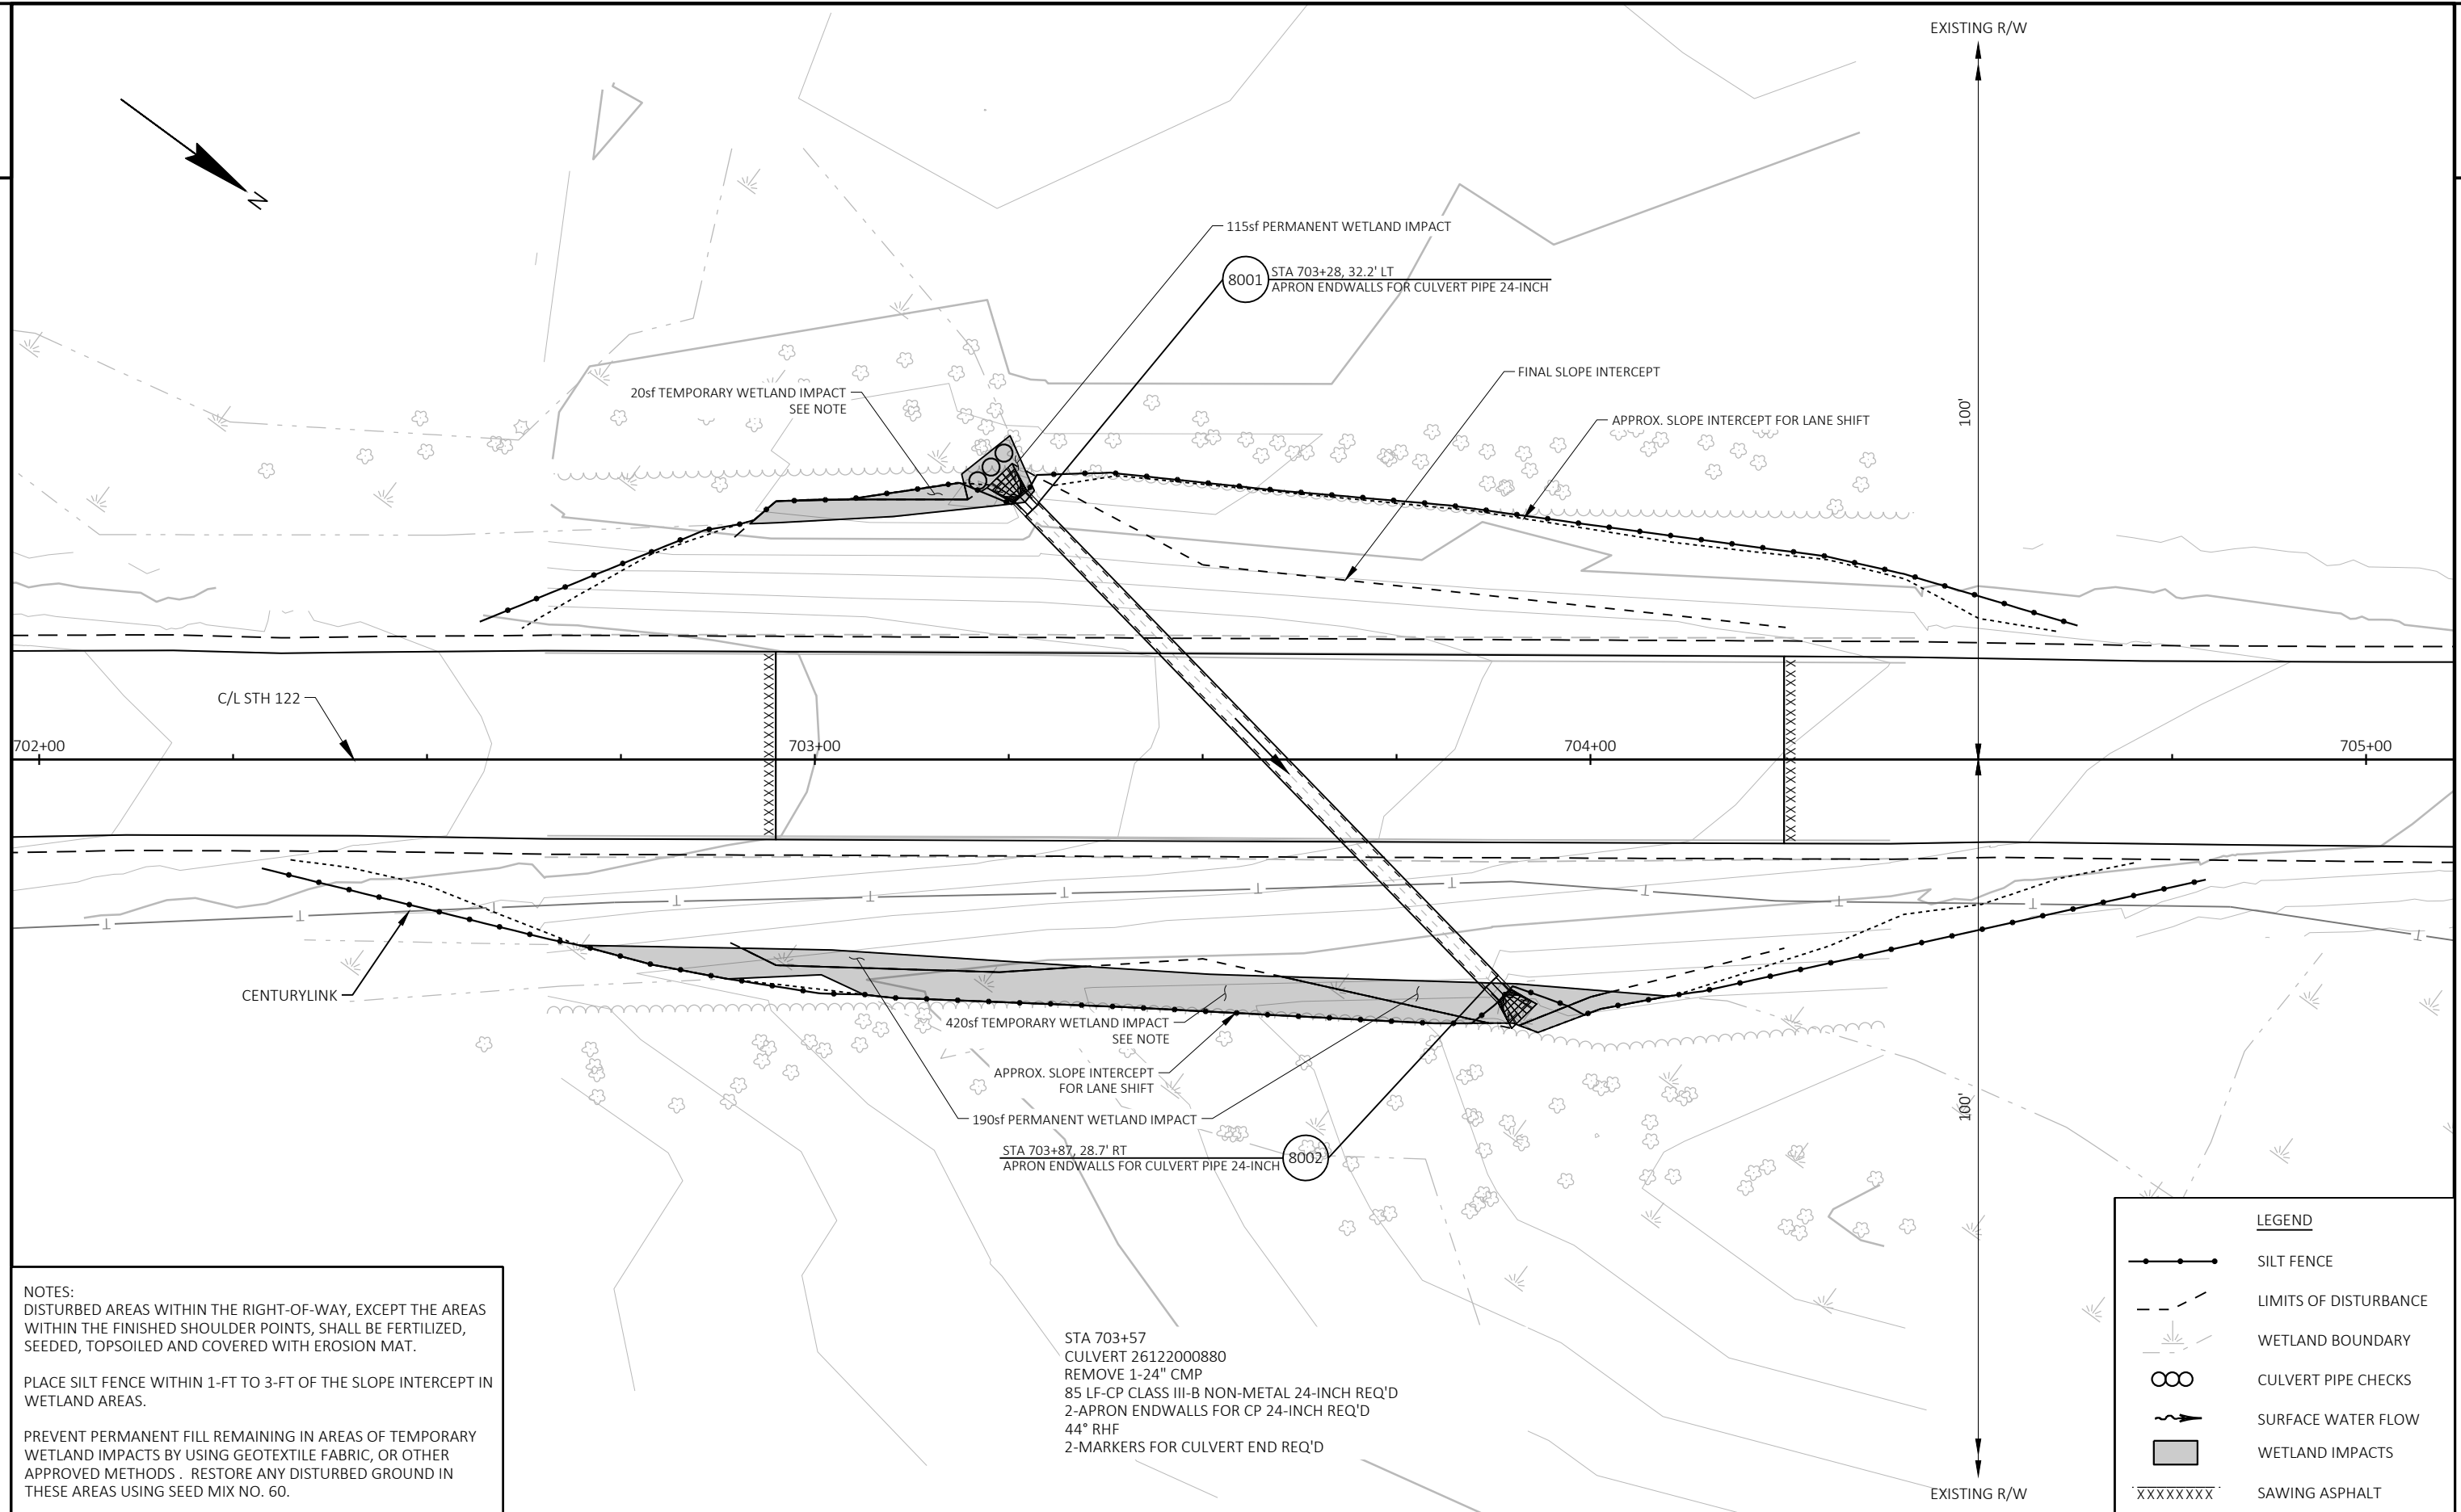 EXISTING R/W
N
115sf PERMANENT WETLAND IMPACT
8001
STA 703+28, 32.2' LT
APRON ENDWALLS FOR CULVERT PIPE 24-INCH
20sf TEMPORARY WETLAND IMPACT
SEE NOTE
FINAL SLOPE INTERCEPT
APPROX. SLOPE INTERCEPT FOR LANE SHIFT
100'
C/L STH 122
702+00
703+00
704+00
705+00
CENTURYLINK
420sf TEMPORARY WETLAND IMPACT
SEE NOTE
APPROX. SLOPE INTERCEPT
FOR LANE SHIFT
190sf PERMANENT WETLAND IMPACT
100'
STA 703+87, 28.7' RT
APRON ENDWALLS FOR CULVERT PIPE 24-INCH
8002
NOTES:
DISTURBED AREAS WITHIN THE RIGHT-OF-WAY, EXCEPT THE AREAS
WITHIN THE FINISHED SHOULDER POINTS, SHALL BE FERTILIZED,
SEEDED, TOPSOILED AND COVERED WITH EROSION MAT.
PLACE SILT FENCE WITHIN 1-FT TO 3-FT OF THE SLOPE INTERCEPT IN
WETLAND AREAS.
PREVENT PERMANENT FILL REMAINING IN AREAS OF TEMPORARY
WETLAND IMPACTS BY USING GEOTEXTILE FABRIC, OR OTHER
APPROVED METHODS . RESTORE ANY DISTURBED GROUND IN
THESE AREAS USING SEED MIX NO. 60.
STA 703+57
CULVERT 26122000880
REMOVE 1-24" CMP
85 LF-CP CLASS III-B NON-METAL 24-INCH REQ'D
2-APRON ENDWALLS FOR CP 24-INCH REQ'D
44° RHF
2-MARKERS FOR CULVERT END REQ'D
EXISTING R/W
LEGEND
SILT FENCE
LIMITS OF DISTURBANCE
WETLAND BOUNDARY
CULVERT PIPE CHECKS
SURFACE WATER FLOW
WETLAND IMPACTS
XXXXXXXX SAWING ASPHALT